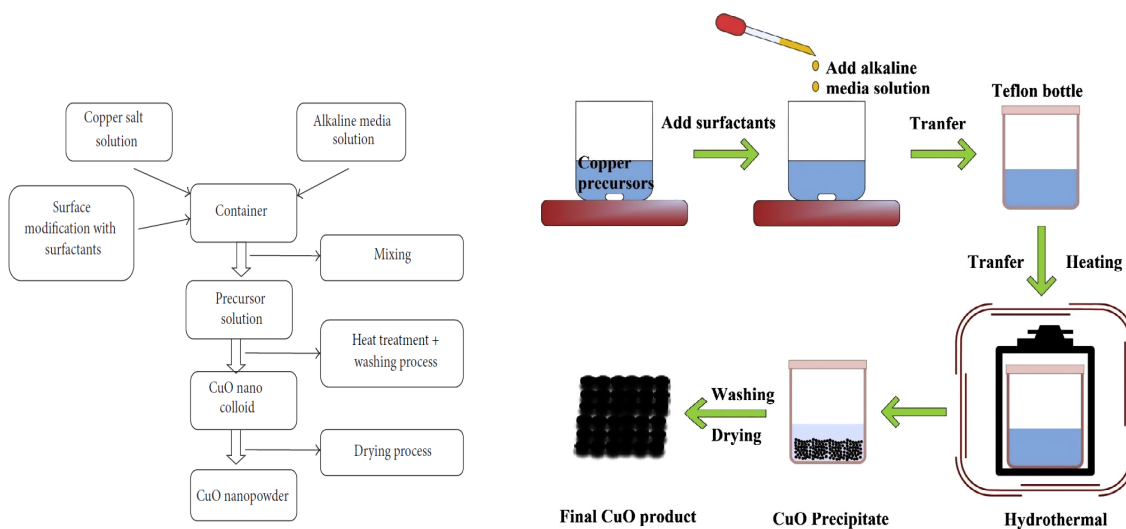 Copper salt
solution
Alkaline media
solution
Surface
modification with
surfactants
Container
Mixing
Precursor
solution
Heat treatment +
washing process
CuO nano
colloid
Drying process
CuO nanopowder
Copper
precursors
Add surfactants
Add alkaline
media solution
Tranfer
Teflon bottle
Tranfer
Heating
Hydrothermal
CuO Precipitate
Washing
Drying
Final CuO product